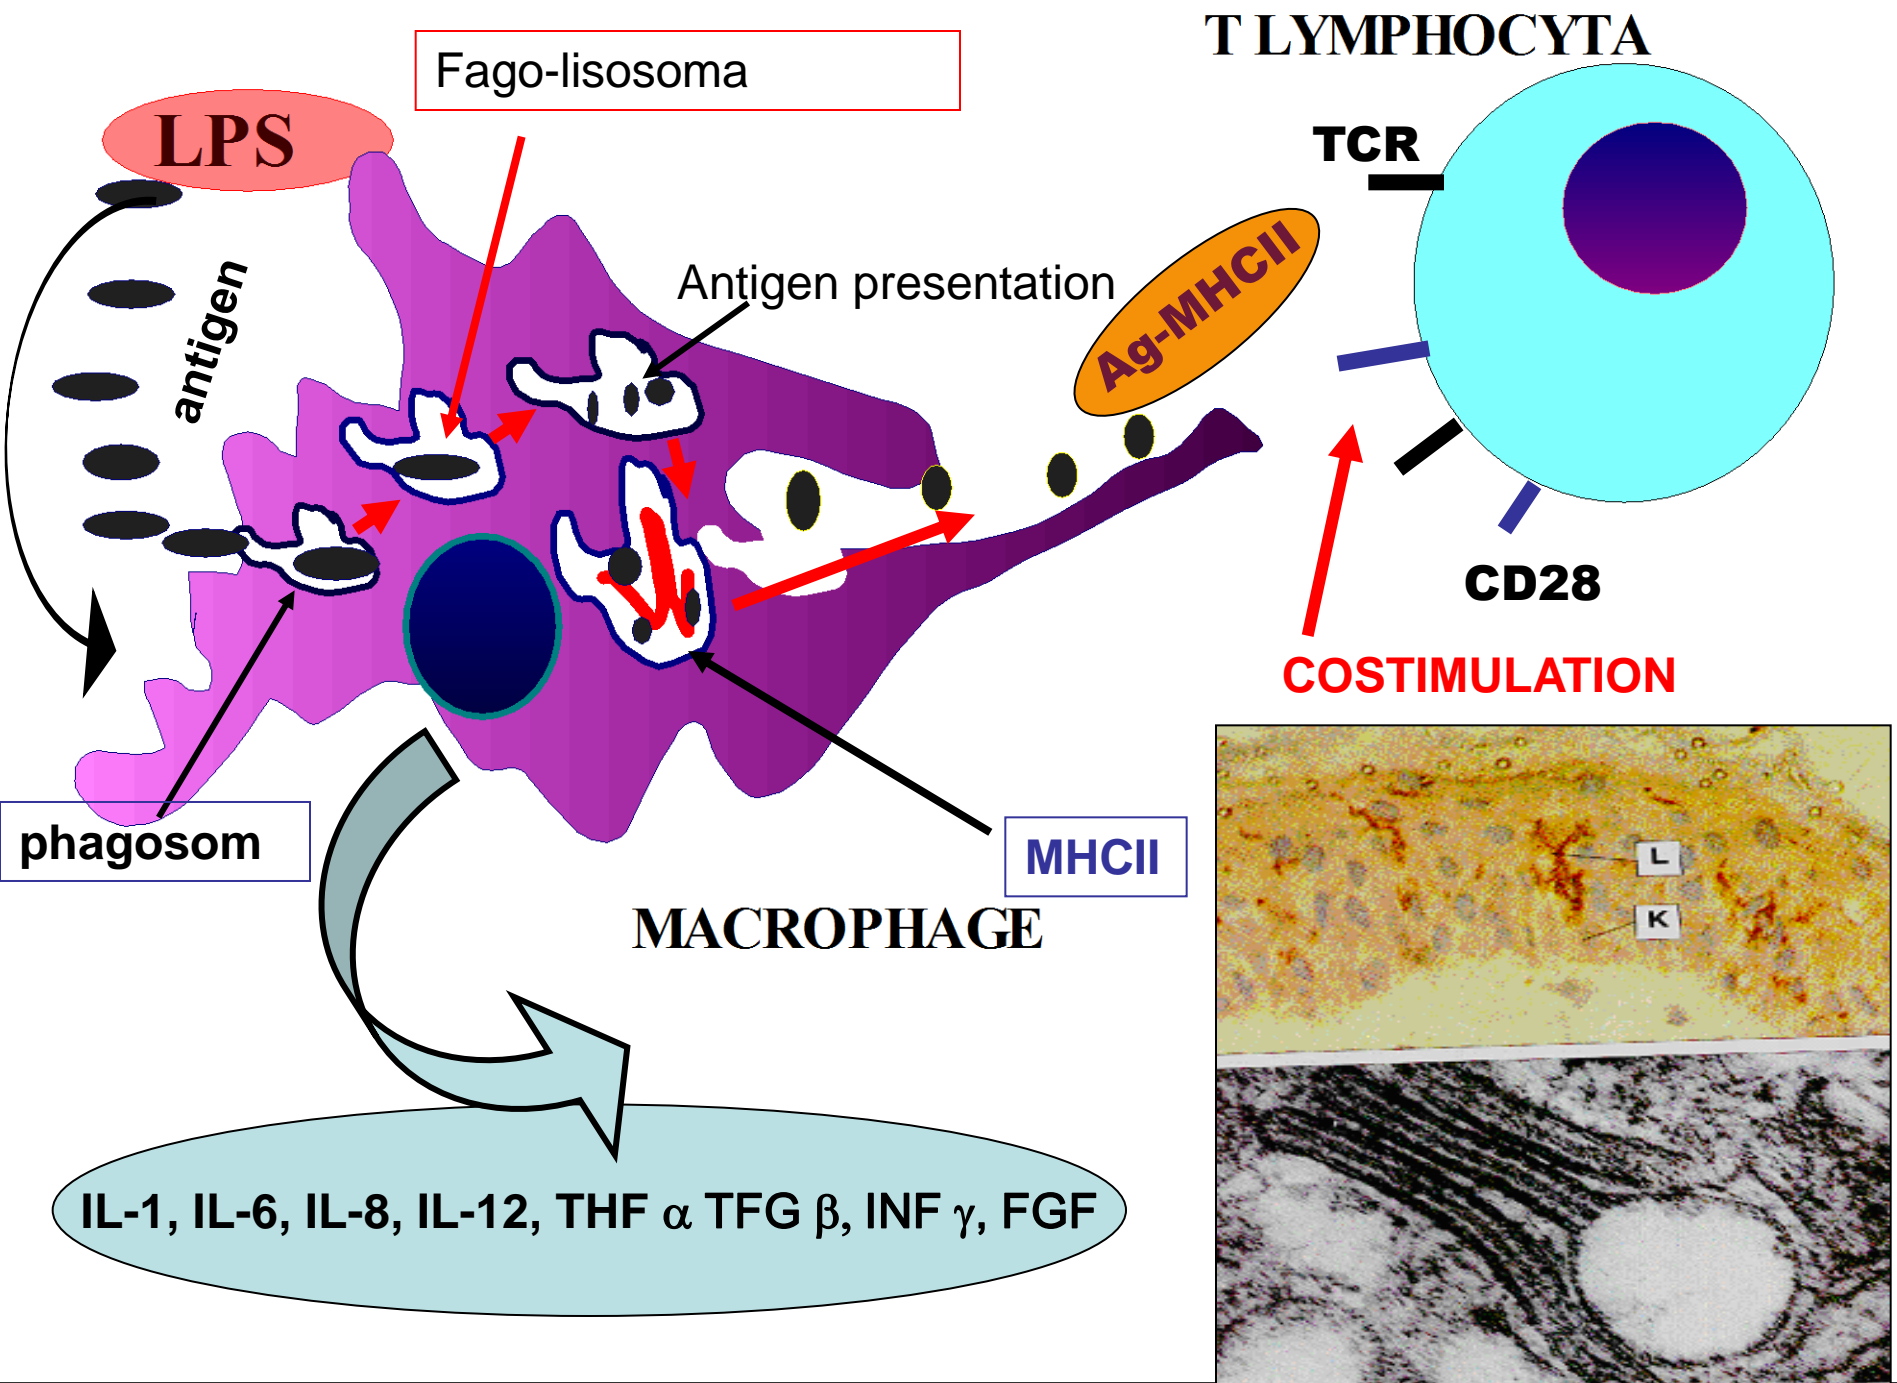 T LYMPHOCYTA
Fago-lisosoma
LPS
TCR
antigen
Antigen presentation
Ag-MHCII
CD28
COSTIMULATION
phagosom
MHCII
L
K
MACROPHAGE
IL-1, IL-6, IL-8, IL-12, THF α TFG β, INF γ, FGF